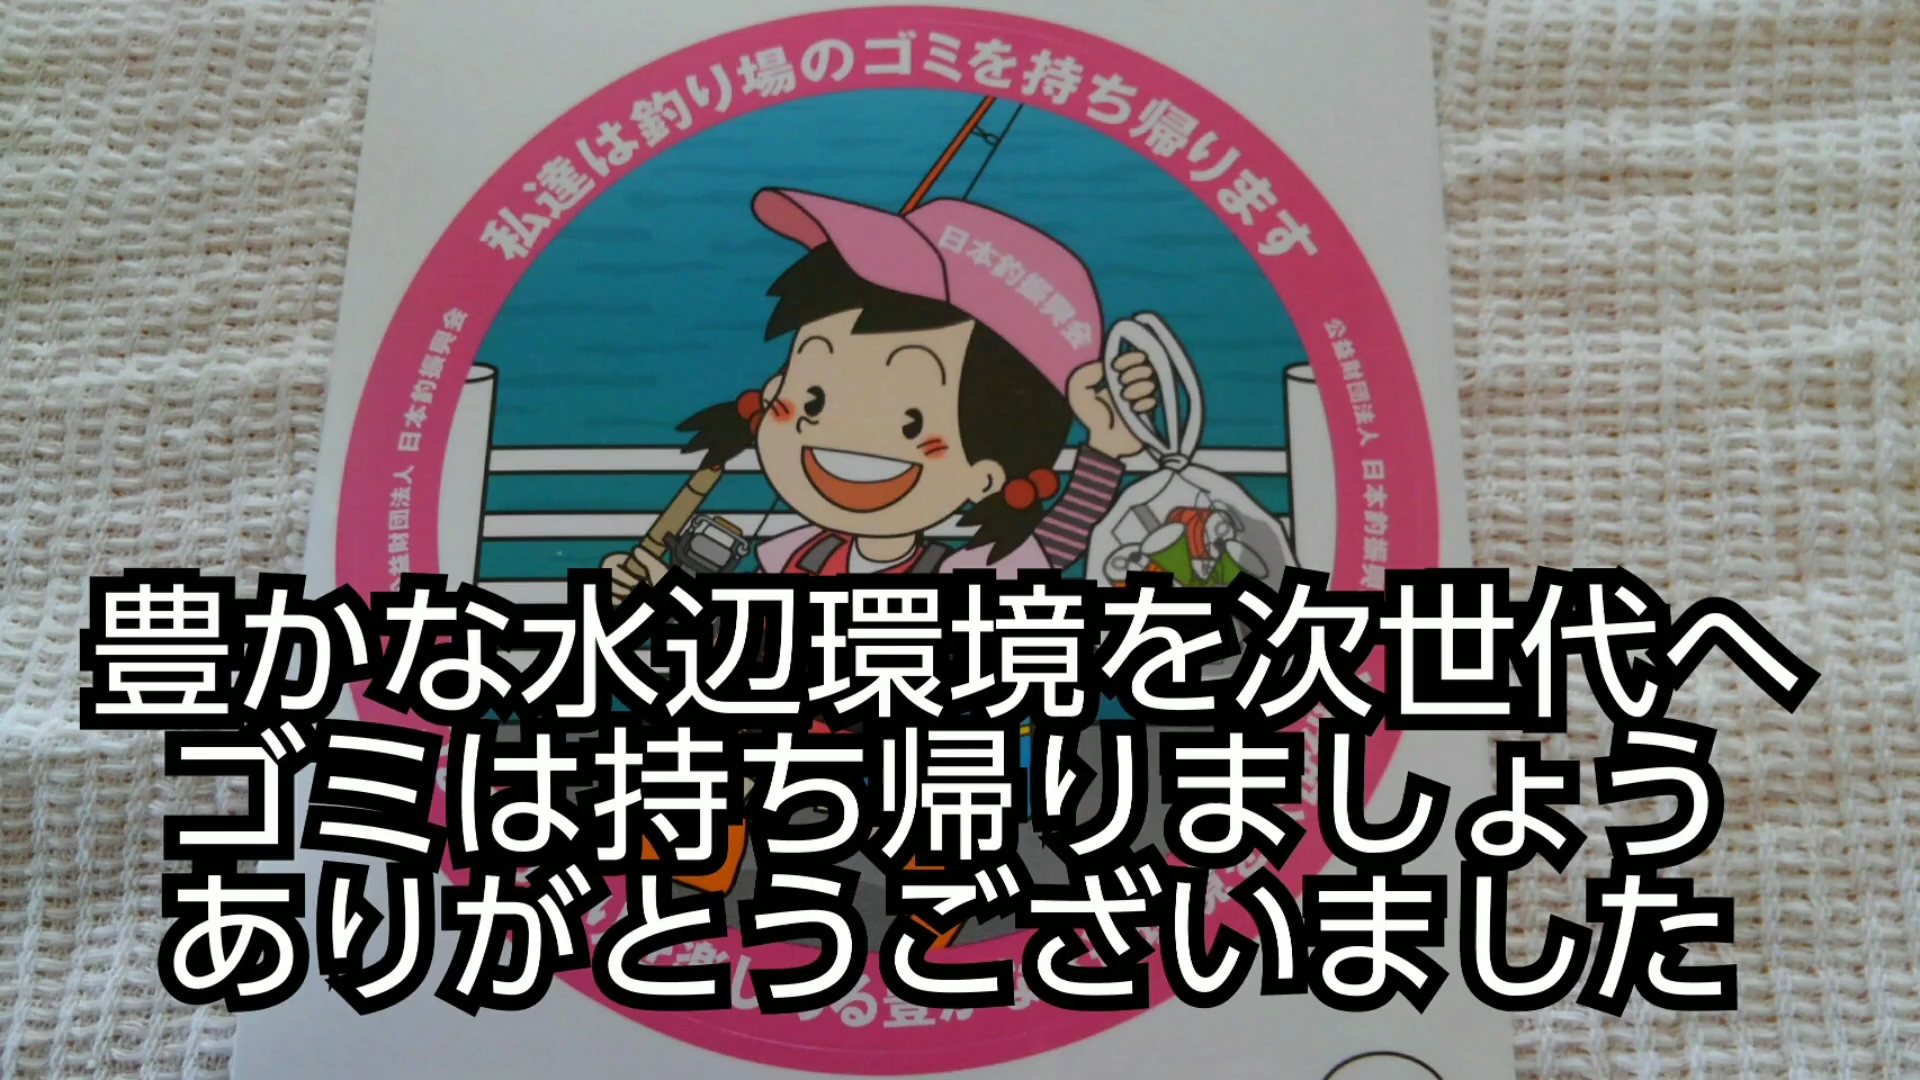 私達は釣り場のゴミを持ち帰ります
日本釣振興会
公益財団法人 日本釣振興会
公益財団法人 日本釣振興
豊かな水辺環境を次世代へ
ゴミは持ち帰りましょう
ありがとうございました